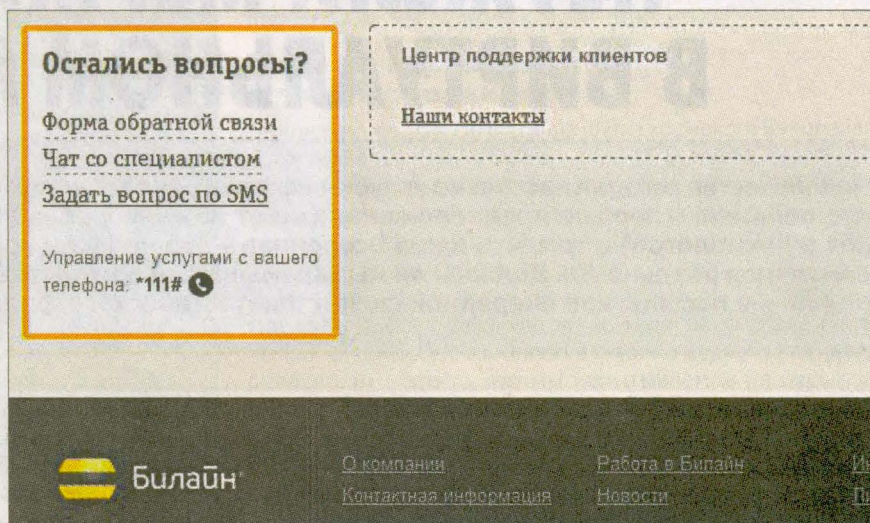 Остались вопросы?
Форма обратной связи
Чат со специалистом
Задать вопрос по SMS
Управление услугами с вашего
телефона: *111#
Центр поддержки клиентов
Наши контакты
Билайн
О компании
Контактная информация
Работа в Билайн
Новости